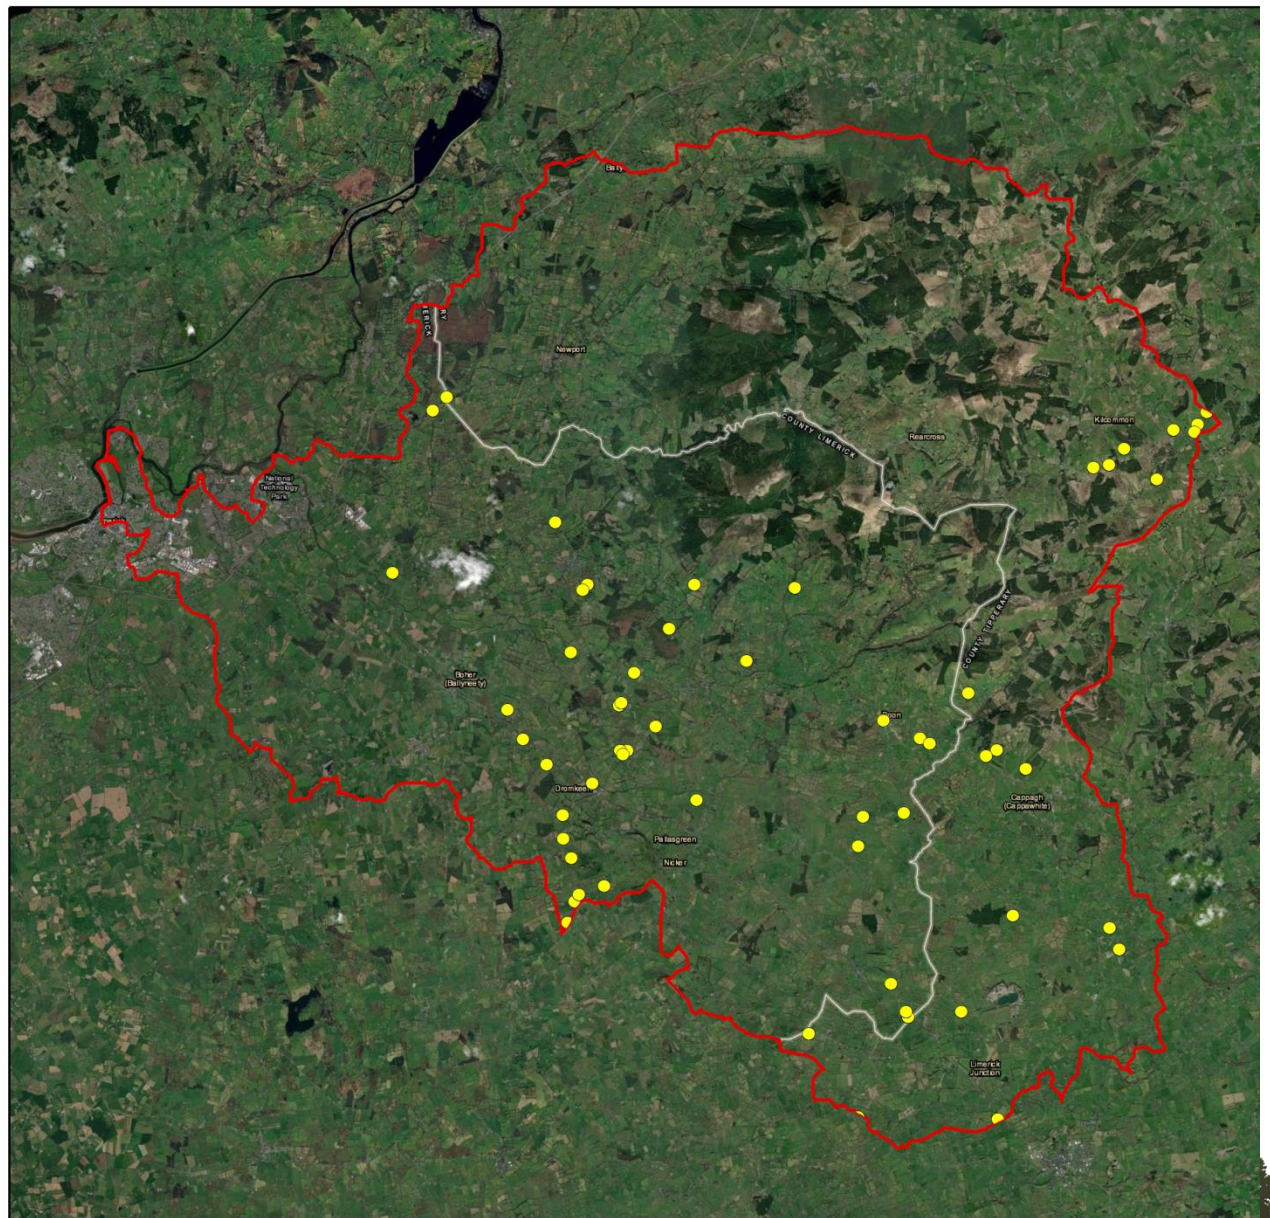 Newport
COUNTY LIMERICK
Rearcross
Kilcommon
National
Technology
Park
COUNTY TIPPERARY
Boher
(Ballyneety)
Doon
Dromkeen
Cappagh
(Cappawhite)
Pallasgreen
Nicker
Limerick
Junction